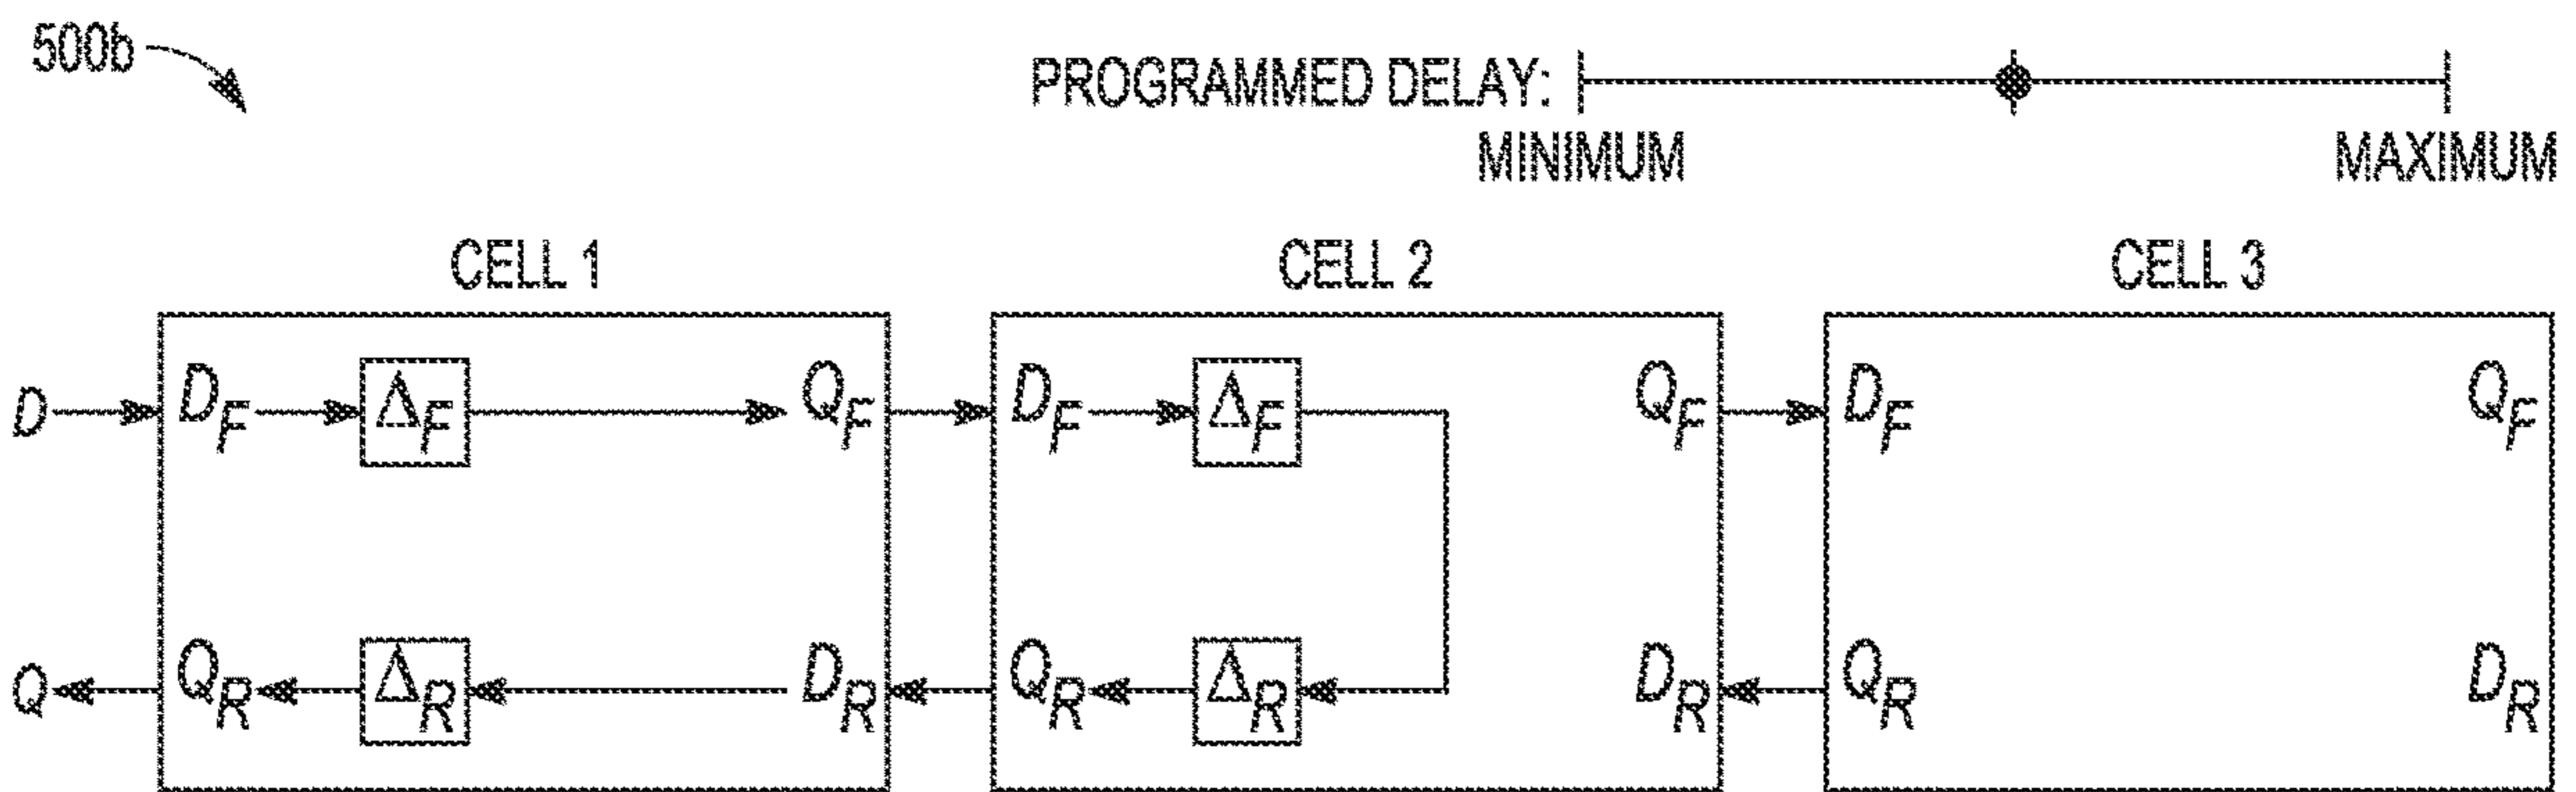 500b
PROGRAMMED DELAY:
MINIMUM MAXIMUM
CELL 1 CELL 2 CELL 3
D D_F Δ_F Q_F D_F Δ_F Q_F D_F Q_F
Q Q_R Δ_R D_R Q_R Δ_R D_R Q_R D_R